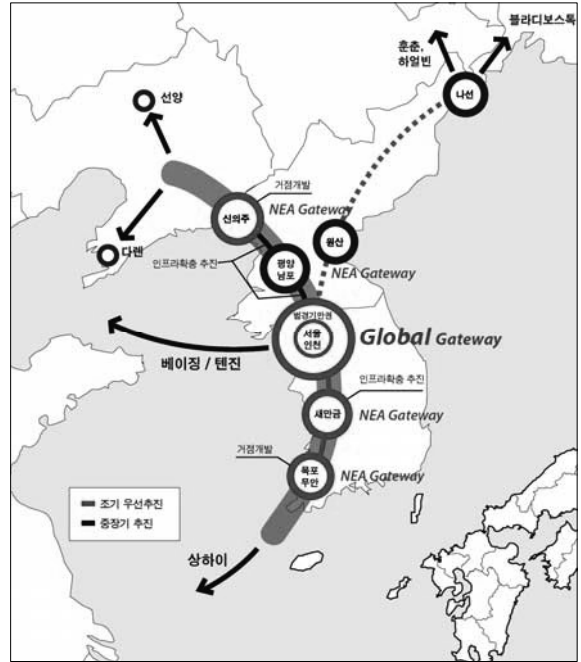 블라디보스톡
훈춘,
하얼빈
나선
선양
거점개발
신의주
NEA Gateway
원산
다렌
인프라확충 추진
평양
남포
NEA Gateway
범경기만권
서울
인천
Global Gateway
베이징 / 텐진
인프라확충 추진
새만금
NEA Gateway
거점개발
목포
무안
NEA Gateway
조기 우선추진
중장기 추진
상하이